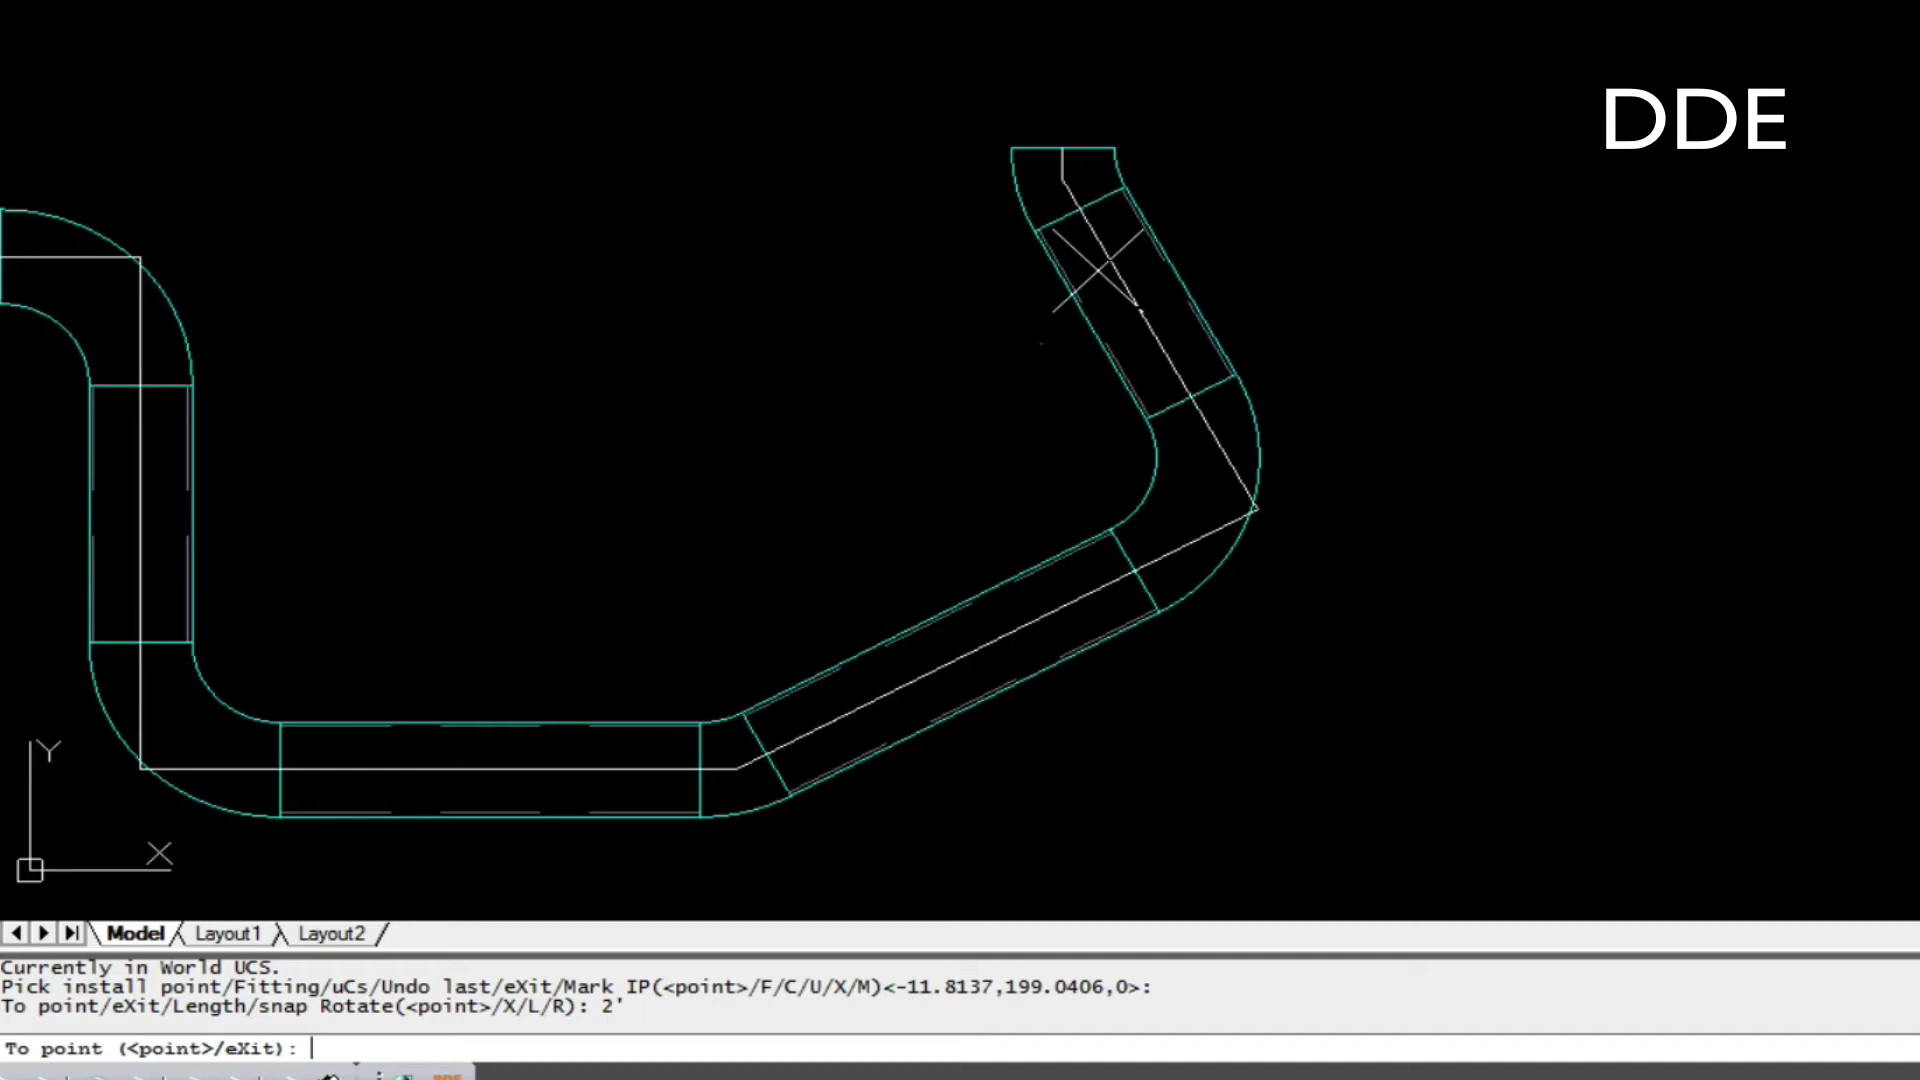 DDE
Y
X
Model Layout1 Layout2
Currently in World UCS.
Pick install point/Fitting/uCs/Undo last/eXit/Mark IP(<point>/F/C/U/X/M)<-11.8137,199.0406,0>:
To point/eXit/Length/snap Rotate(<point>/X/L/R): 2'
To point (<point>/eXit):